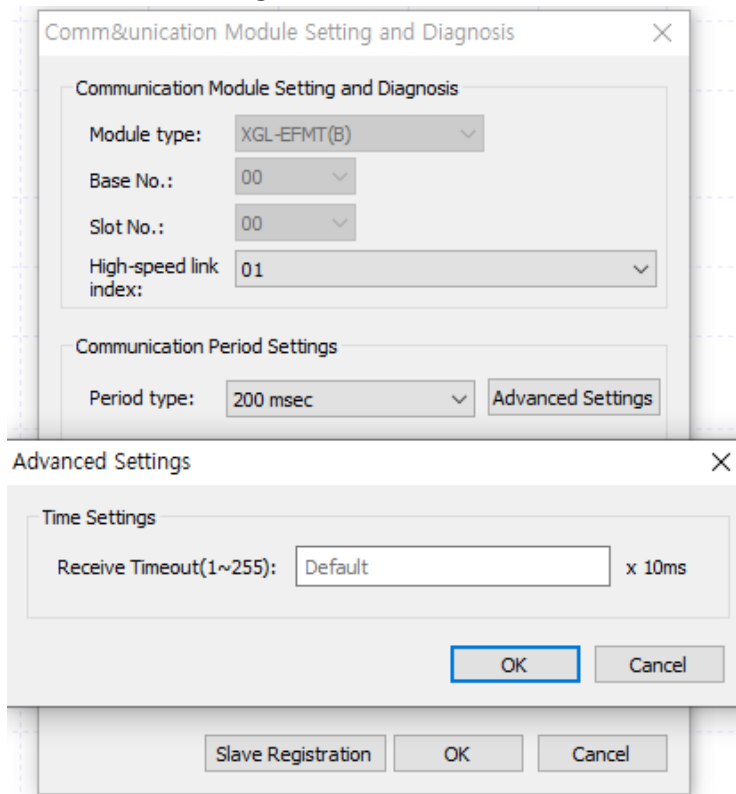 Comm&unication Module Setting and Diagnosis
Communication Module Setting and Diagnosis
Module type: XGL-EFMT(B)
Base No.: 00
Slot No.: 00
High-speed link index: 01
Communication Period Settings
Period type: 200 msec Advanced Settings
Advanced Settings
Time Settings
Receive Timeout(1~255): Default x 10ms
OK Cancel
Slave Registration OK Cancel